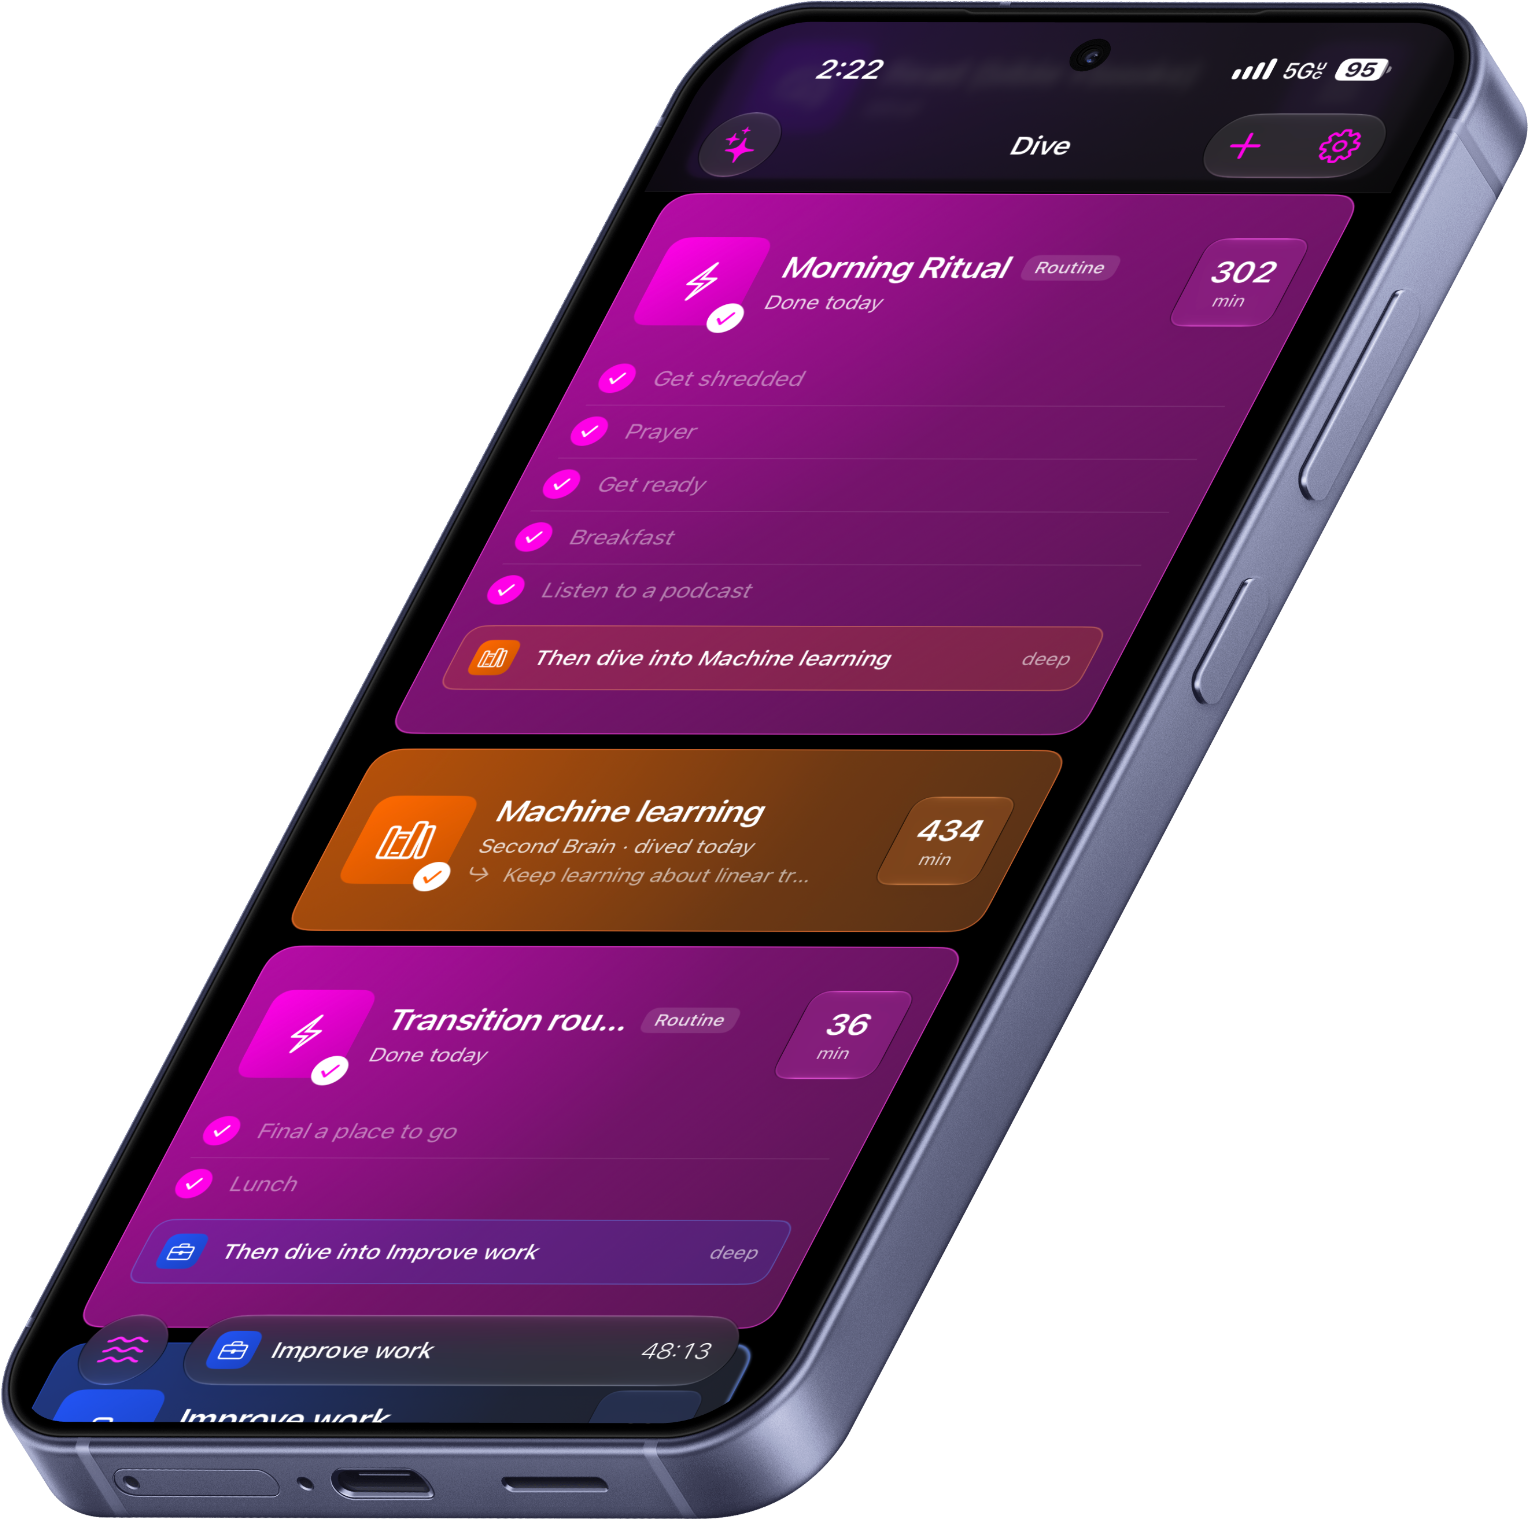 2:22 5G 95
Dive
Morning Ritual Routine 302
Done today min
Get shredded
Prayer
Get ready
Breakfast
Listen to a podcast
Then dive into Machine learning deep
Machine learning 434
Second Brain · dived today min
Keep learning about linear tr...
Transition rou... Routine 36
Done today min
Final a place to go
Lunch
Then dive into Improve work deep
Improve work 48:13
Improve work